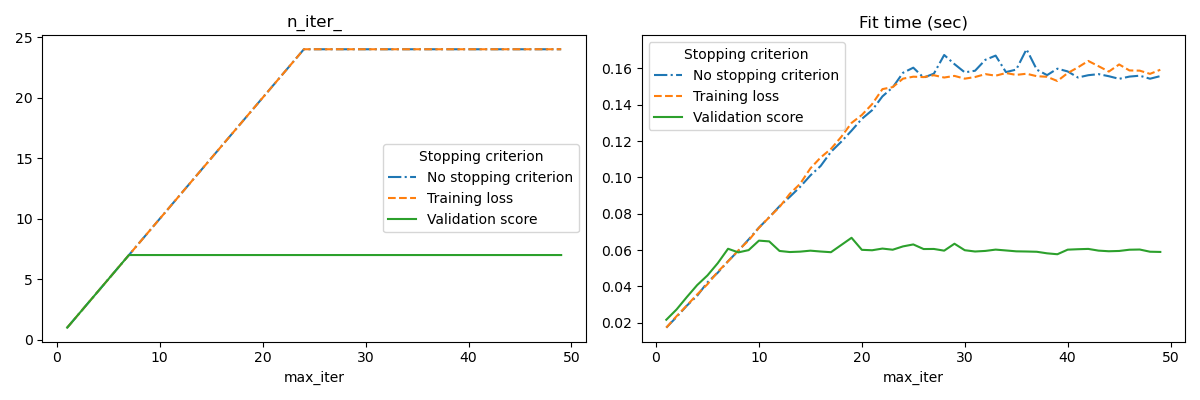 n_iter_
25
20
15
10
5
0
Stopping criterion
No stopping criterion
Training loss
Validation score
0
10
20
30
40
50
max_iter
Fit time (sec)
0.16
0.14
0.12
0.10
0.08
0.06
0.04
0.02
Stopping criterion
No stopping criterion
Training loss
Validation score
0
10
20
30
40
50
max_iter